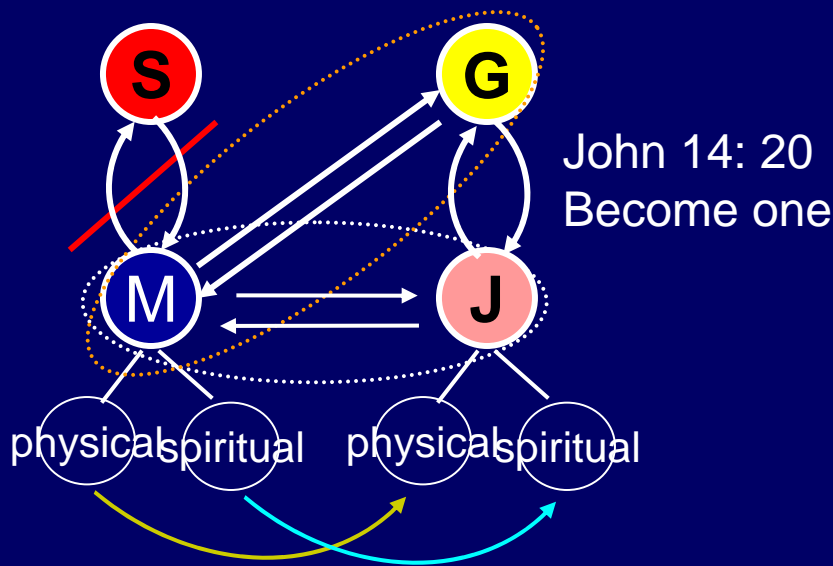 S
G
John 14: 20
Become one
M
J
physical
spiritual
physical
spiritual